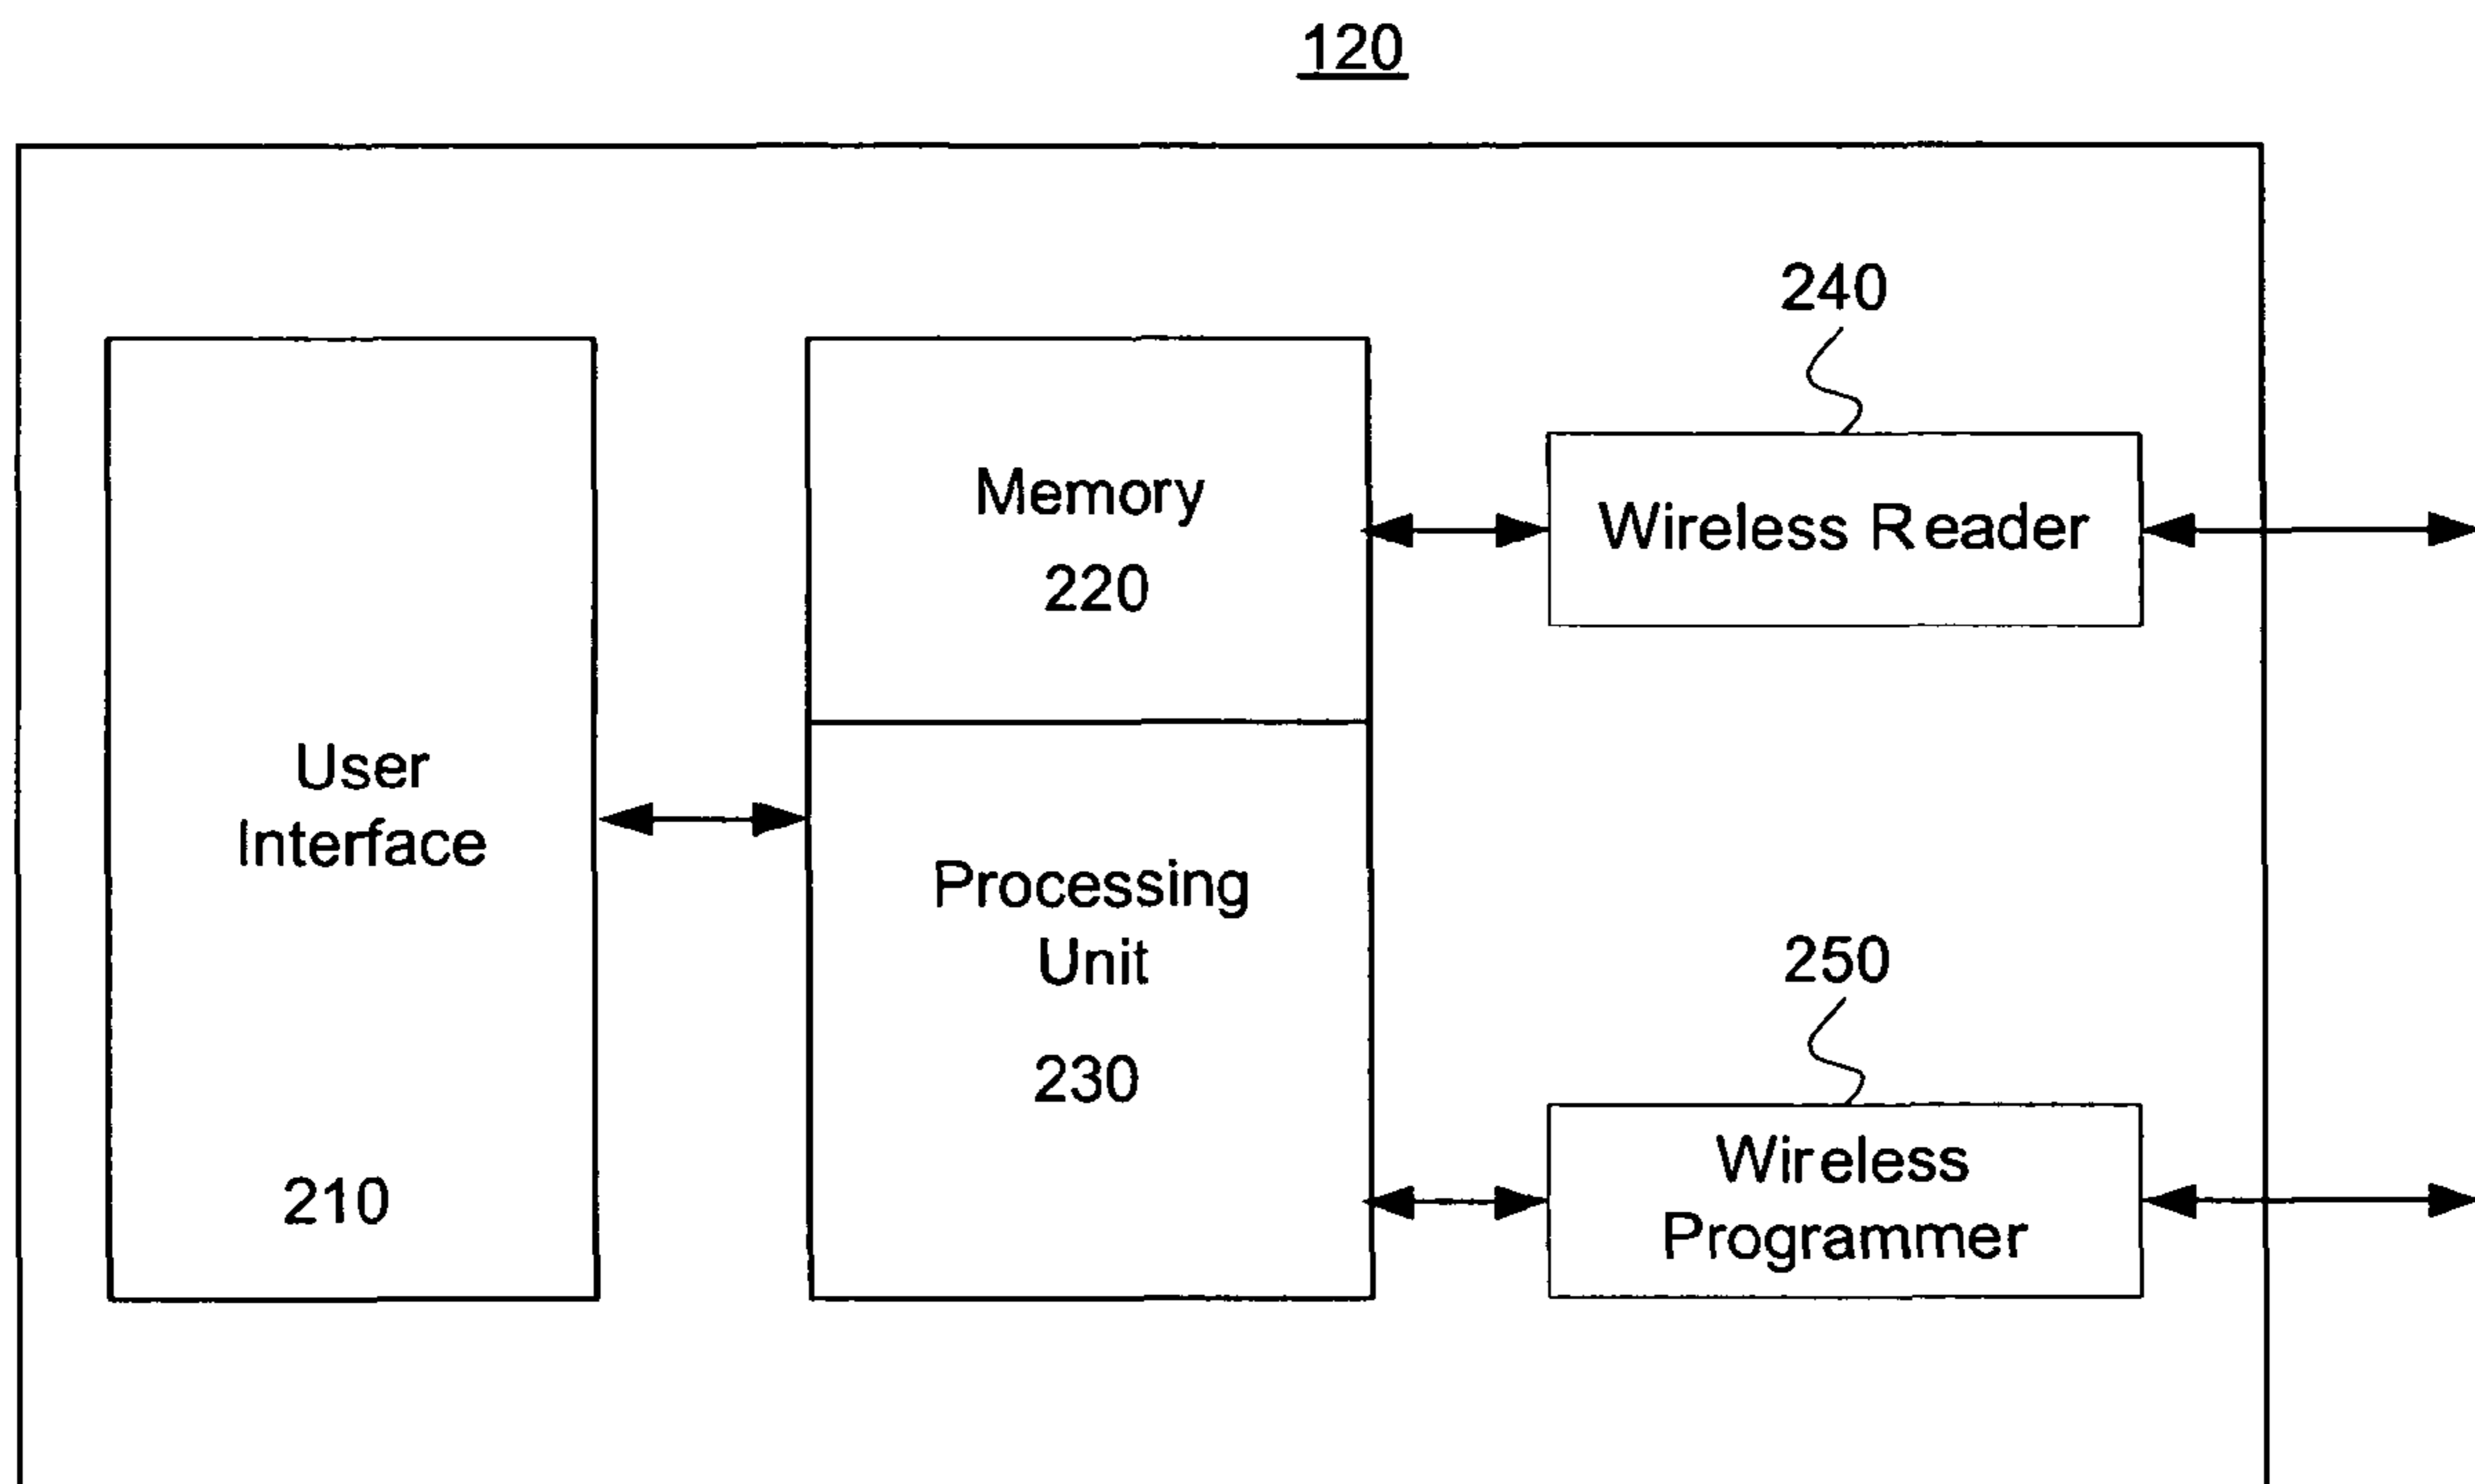 120
240
Memory
220
Wireless Reader
User
Interface
210
Processing
Unit
230
250
Wireless
Programmer